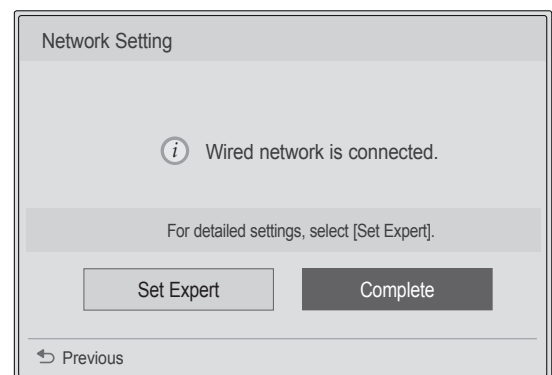 Network Setting
i Wired network is connected.
For detailed settings, select [Set Expert].
Set Expert Complete
Previous